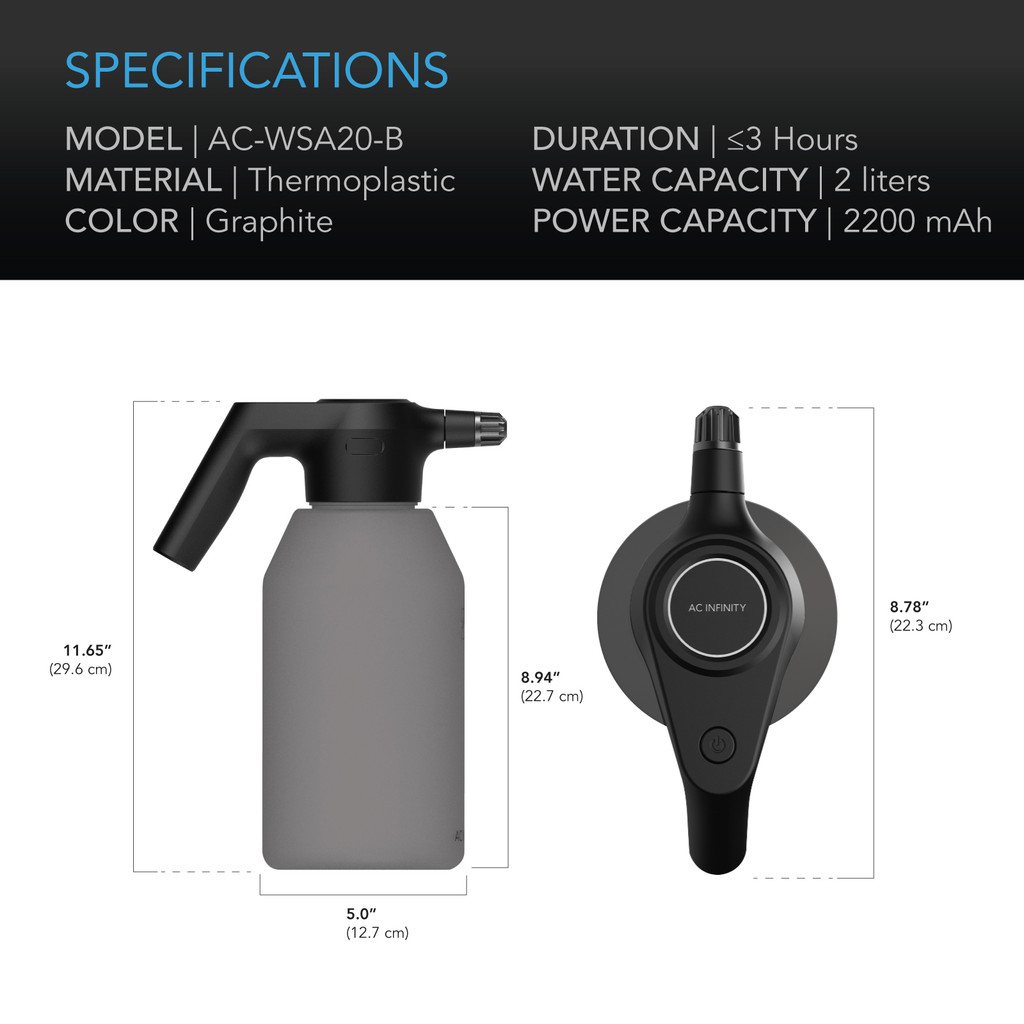 SPECIFICATIONS
MODEL | AC-WSA20-B
MATERIAL | Thermoplastic
COLOR | Graphite
DURATION | ≤3 Hours
WATER CAPACITY | 2 liters
POWER CAPACITY | 2200 mAh
11.65”
(29.6 cm)
8.94”
(22.7 cm)
5.0”
(12.7 cm)
AC
AC INFINITY
8.78”
(22.3 cm)